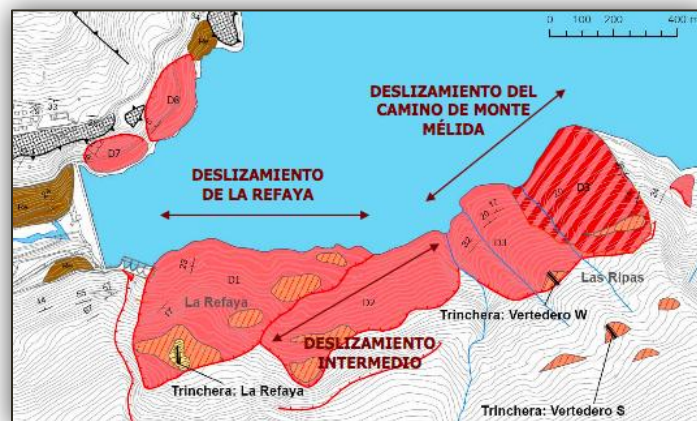 0 100 200 400 m
DESLIZAMIENTO DEL
CAMINO DE MONTE
MÉLIDA
D8
D7
DESLIZAMIENTO
DE LA REFAYA
D3
D1
La Refaya
D2
Las Ripas
Trinchera: Vertedero W
DESLIZAMIENTO
INTERMEDIO
Trinchera: La Refaya
Trinchera: Vertedero S